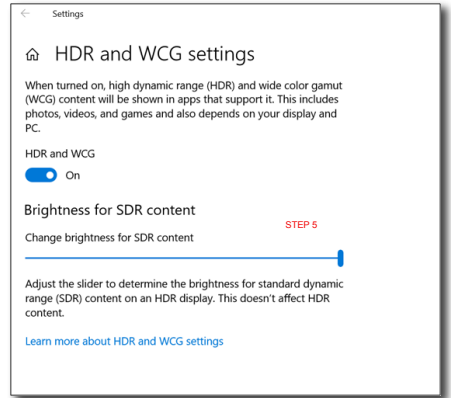 Settings
HDR and WCG settings
When turned on, high dynamic range (HDR) and wide color gamut
(WCG) content will be shown in apps that support it. This includes
photos, videos, and games and also depends on your display and
PC.
HDR and WCG
On
Brightness for SDR content
STEP 5
Change brightness for SDR content
Adjust the slider to determine the brightness for standard dynamic
range (SDR) content on an HDR display. This doesn't affect HDR
content.
Learn more about HDR and WCG settings